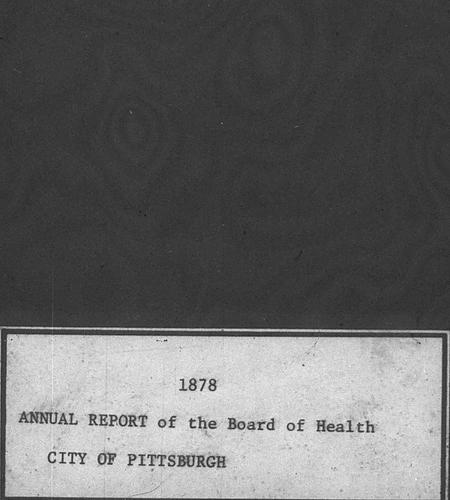 1878
ANNUAL REPORT of the Board of Health
CITY OF PITTSBURGH